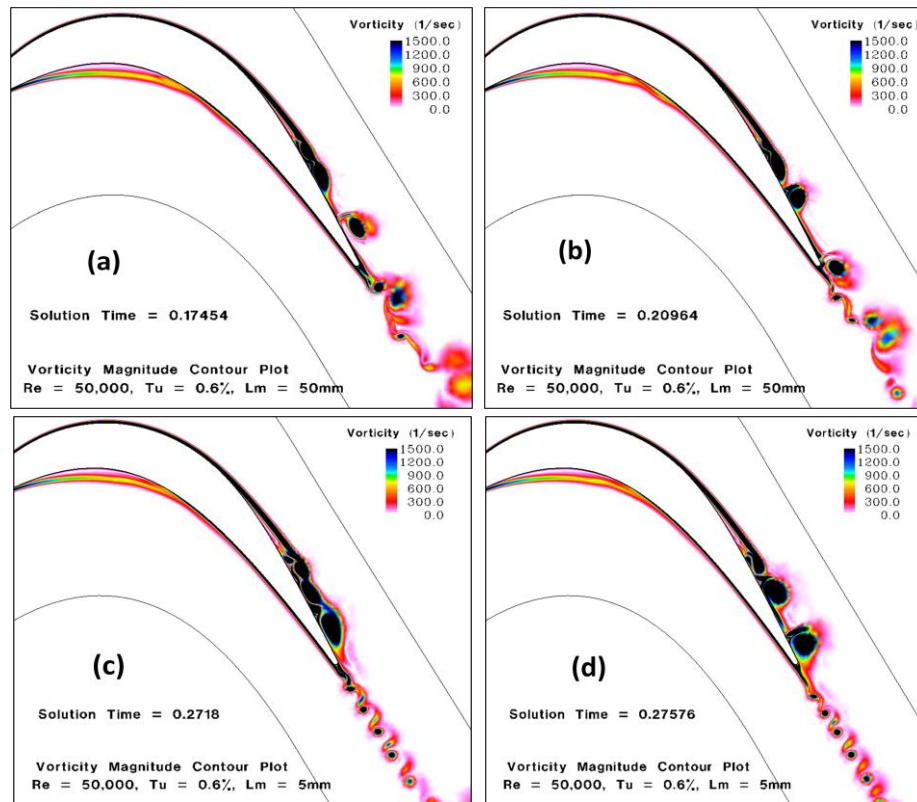 Vorticity (1/sec)
1500.0
1200.0
900.0
600.0
300.0
0.0
(a)
Solution Time = 0.17454
Vorticity Magnitude Contour Plot
Re = 50,000, Tu = 0.6%, Lm = 50mm
Vorticity (1/sec)
1500.0
1200.0
900.0
600.0
300.0
0.0
(b)
Solution Time = 0.20964
Vorticity Magnitude Contour Plot
Re = 50,000, Tu = 0.6%, Lm = 50mm
Vorticity (1/sec)
1500.0
1200.0
900.0
600.0
300.0
0.0
(c)
Solution Time = 0.2718
Vorticity Magnitude Contour Plot
Re = 50,000, Tu = 0.6%, Lm = 5mm
Vorticity (1/sec)
1500.0
1200.0
900.0
600.0
300.0
0.0
(d)
Solution Time = 0.27576
Vorticity Magnitude Contour Plot
Re = 50,000, Tu = 0.6%, Lm = 5mm